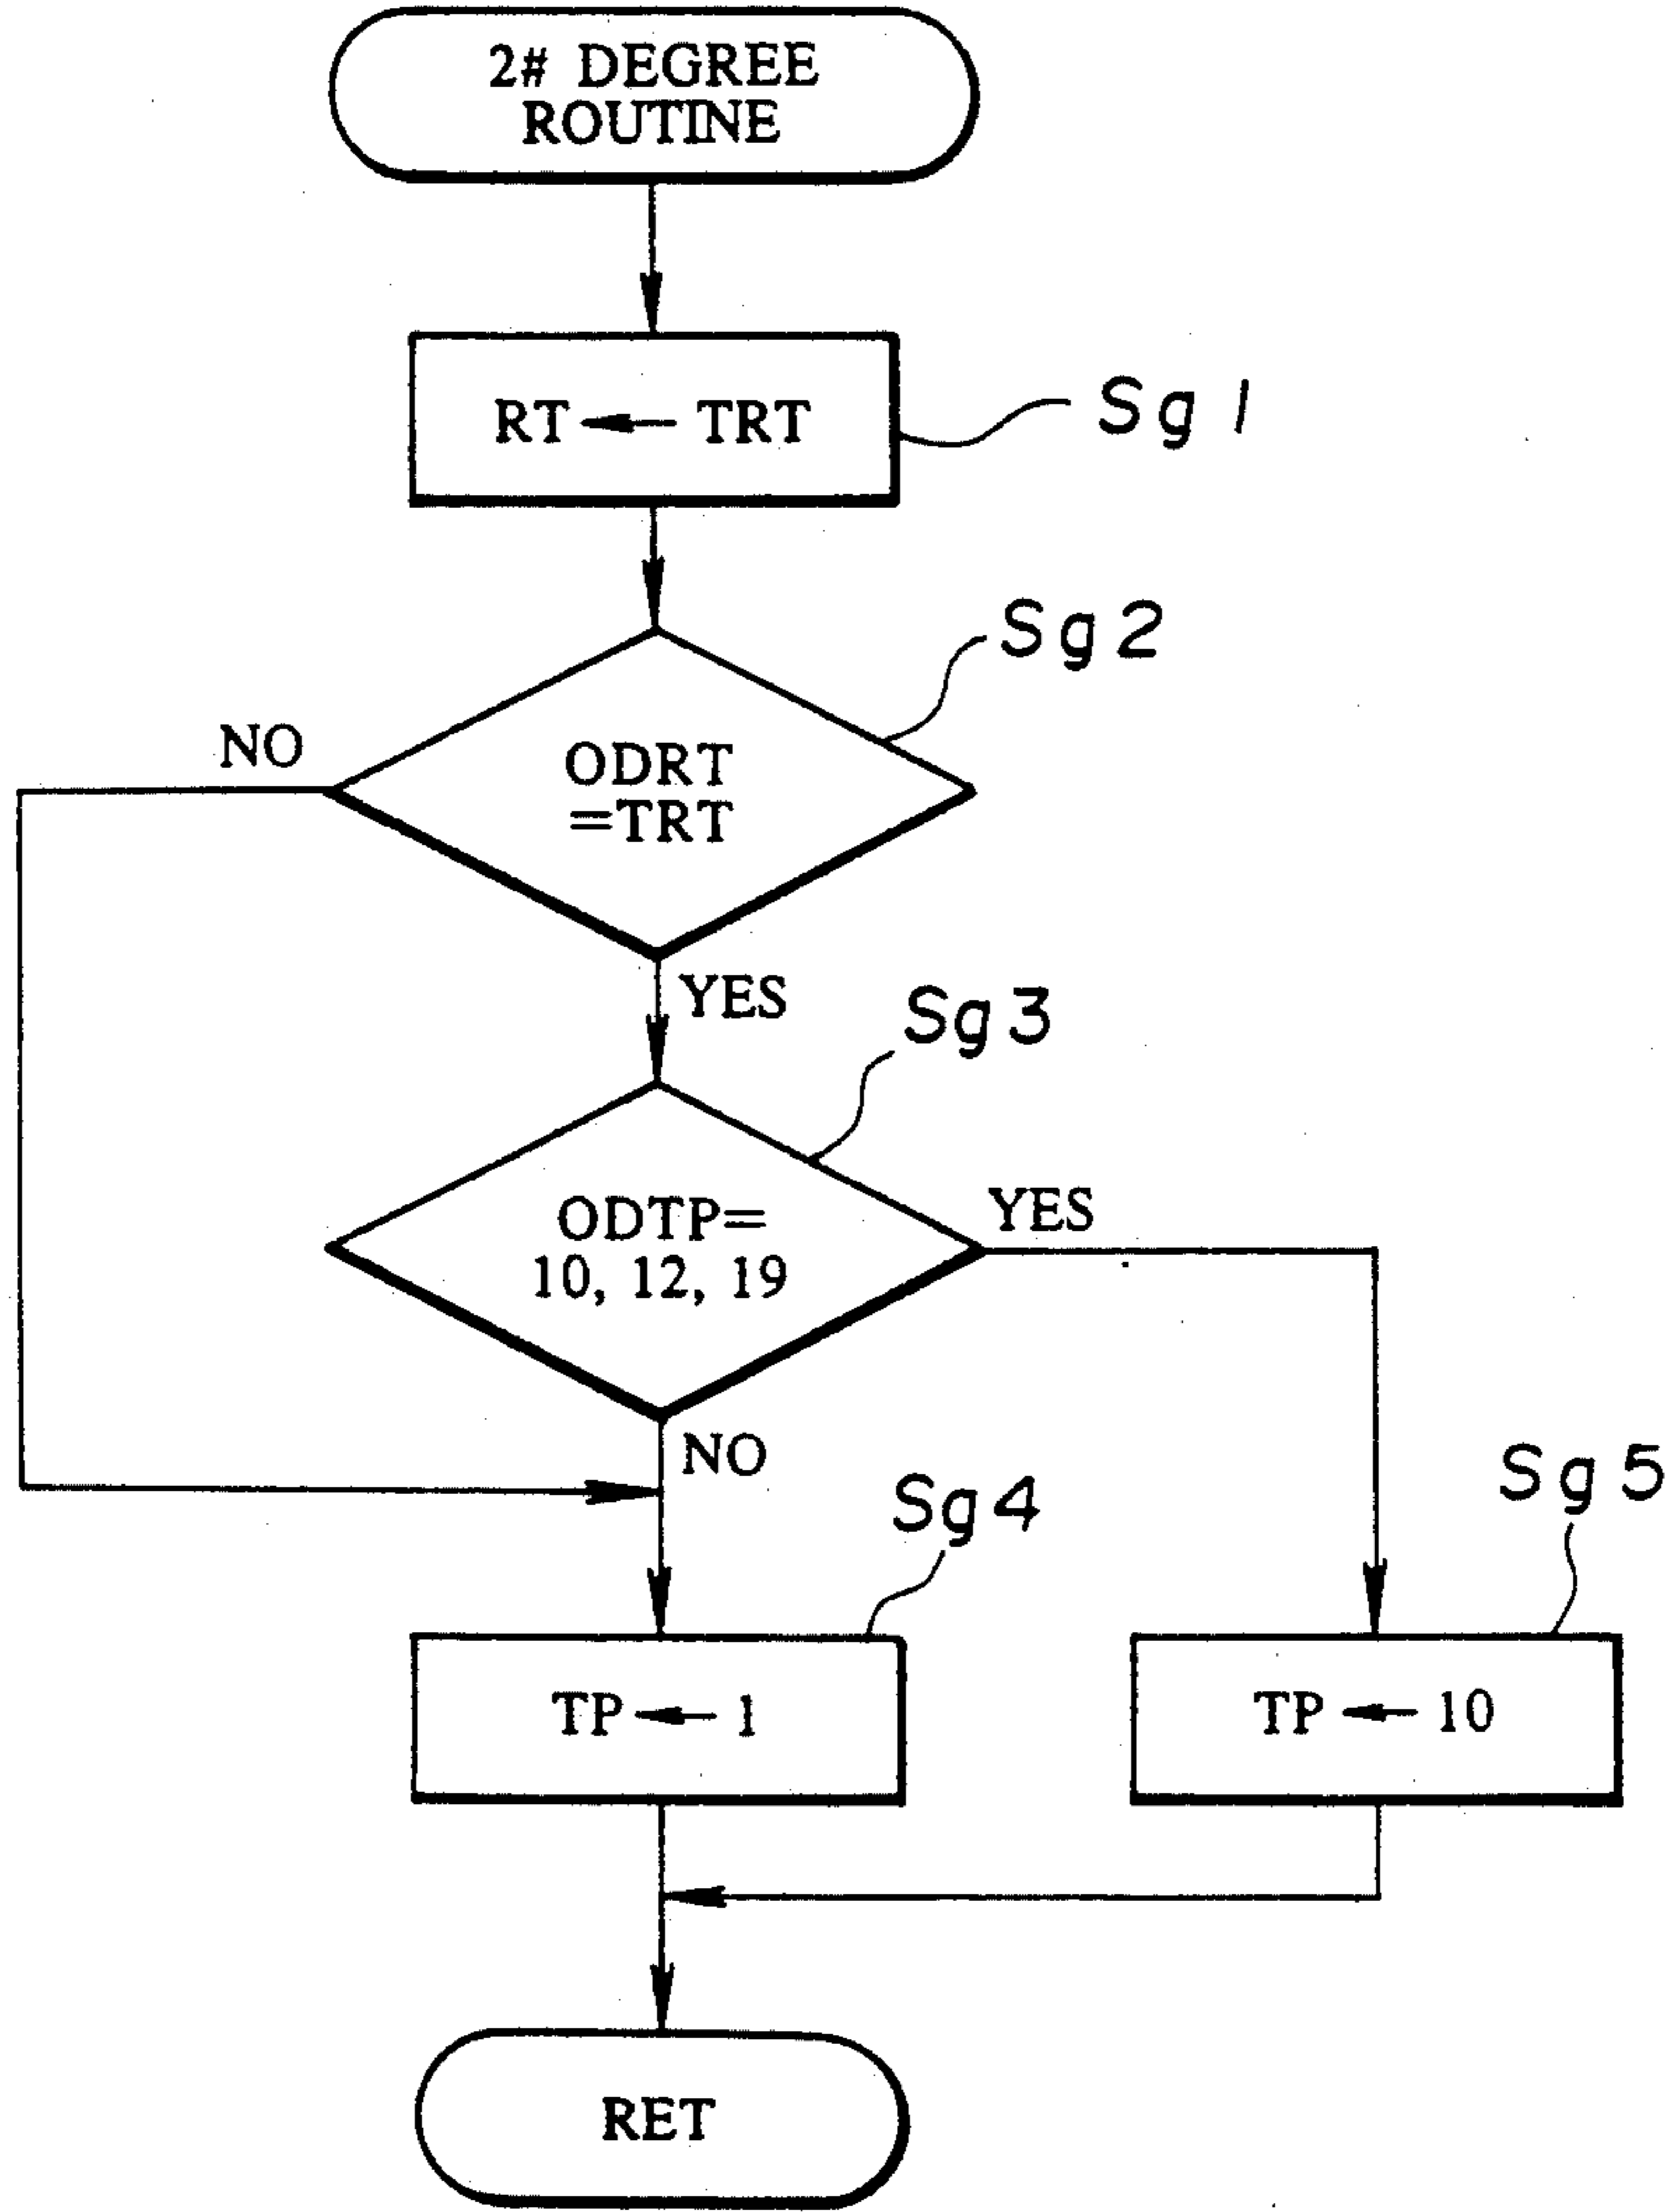 2# DEGREE
ROUTINE
RT ← TRT
Sg 1
Sg 2
NO
ODRT
=TRT
YES
Sg 3
ODTP=
10, 12, 19
YES
NO
Sg 4
Sg 5
TP ← 1
TP ← 10
RET